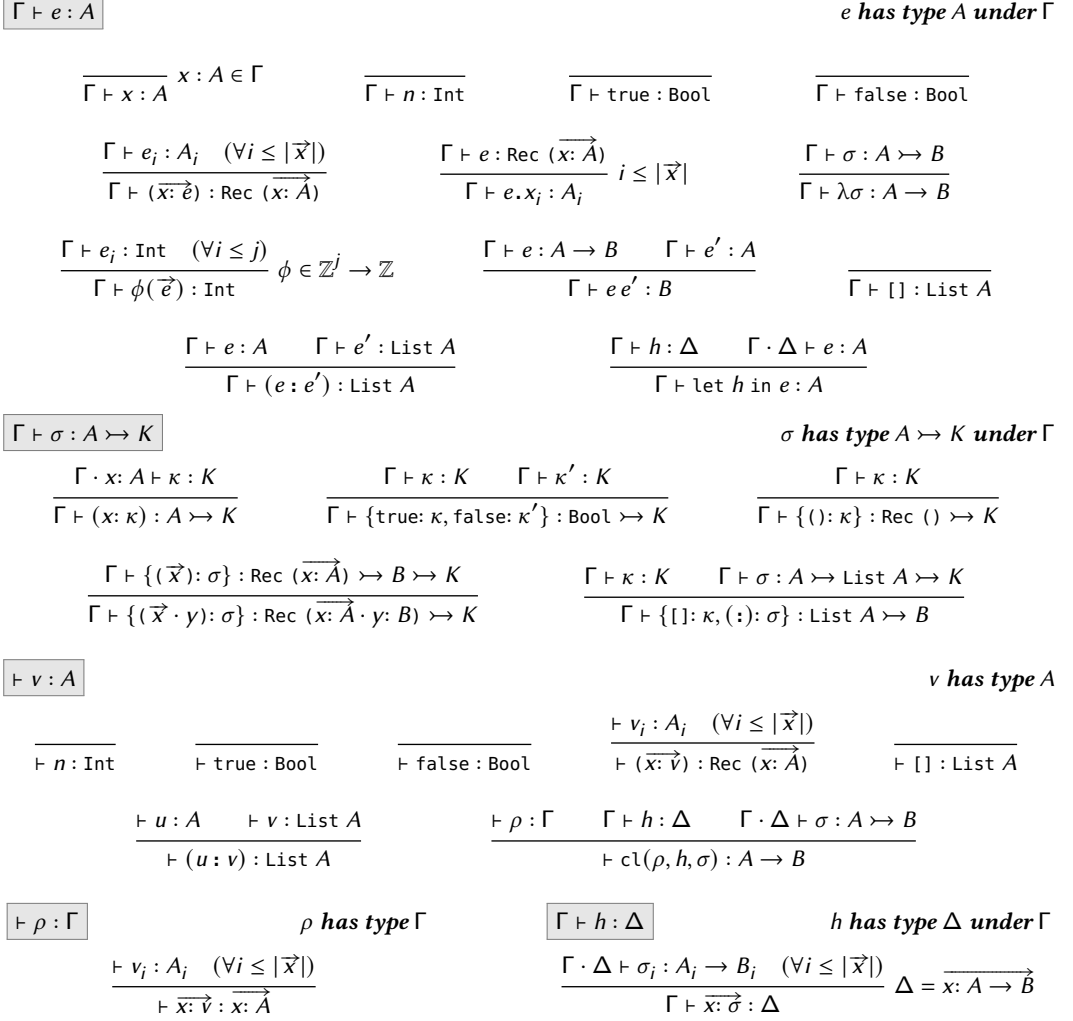 Γ ⊢ e : A e has type A under Γ
x : A ∈ Γ
Γ ⊢ x : A Γ ⊢ n : Int Γ ⊢ true : Bool Γ ⊢ false : Bool
Γ ⊢ e_i : A_i (∀i ≤ |x⃗|) Γ ⊢ e : Rec (x: A)⃗ i ≤ |x⃗| Γ ⊢ σ : A ↣ B
Γ ⊢ (x: e)⃗ : Rec (x: A)⃗ Γ ⊢ e.x_i : A_i Γ ⊢ λσ : A → B
Γ ⊢ e_i : Int (∀i ≤ j) ϕ ∈ ℤ^j → ℤ Γ ⊢ e : A → B Γ ⊢ e′ : A
Γ ⊢ ϕ(e⃗) : Int Γ ⊢ e e′ : B Γ ⊢ [] : List A
Γ ⊢ e : A Γ ⊢ e′ : List A Γ ⊢ h : Δ Γ · Δ ⊢ e : A
Γ ⊢ (e : e′) : List A Γ ⊢ let h in e : A
Γ ⊢ σ : A ↣ K σ has type A ↣ K under Γ
Γ · x: A ⊢ κ : K Γ ⊢ κ : K Γ ⊢ κ′ : K Γ ⊢ κ : K
Γ ⊢ (x: κ) : A ↣ K Γ ⊢ {true: κ, false: κ′} : Bool ↣ K Γ ⊢ {(): κ} : Rec () ↣ K
Γ ⊢ {(x⃗): σ} : Rec (x: A)⃗ ↣ B ↣ K Γ ⊢ κ : K Γ ⊢ σ : A ↣ List A ↣ K
Γ ⊢ {(x⃗ · y): σ} : Rec (x: A⃗ · y: B) ↣ K Γ ⊢ {[]: κ, (:): σ} : List A ↣ B
⊢ v : A v has type A
⊢ v_i : A_i (∀i ≤ |x⃗|)
⊢ n : Int ⊢ true : Bool ⊢ false : Bool ⊢ (x: v)⃗ : Rec (x: A)⃗ ⊢ [] : List A
⊢ u : A ⊢ v : List A ⊢ ρ : Γ Γ ⊢ h : Δ Γ · Δ ⊢ σ : A ↣ B
⊢ (u : v) : List A ⊢ cl(ρ, h, σ) : A → B
⊢ ρ : Γ ρ has type Γ Γ ⊢ h : Δ h has type Δ under Γ
⊢ v_i : A_i (∀i ≤ |x⃗|) Γ · Δ ⊢ σ_i : A_i → B_i (∀i ≤ |x⃗|) Δ = x: A → B⃗
⊢ x: v⃗ : x: A⃗ Γ ⊢ x: σ⃗ : Δ